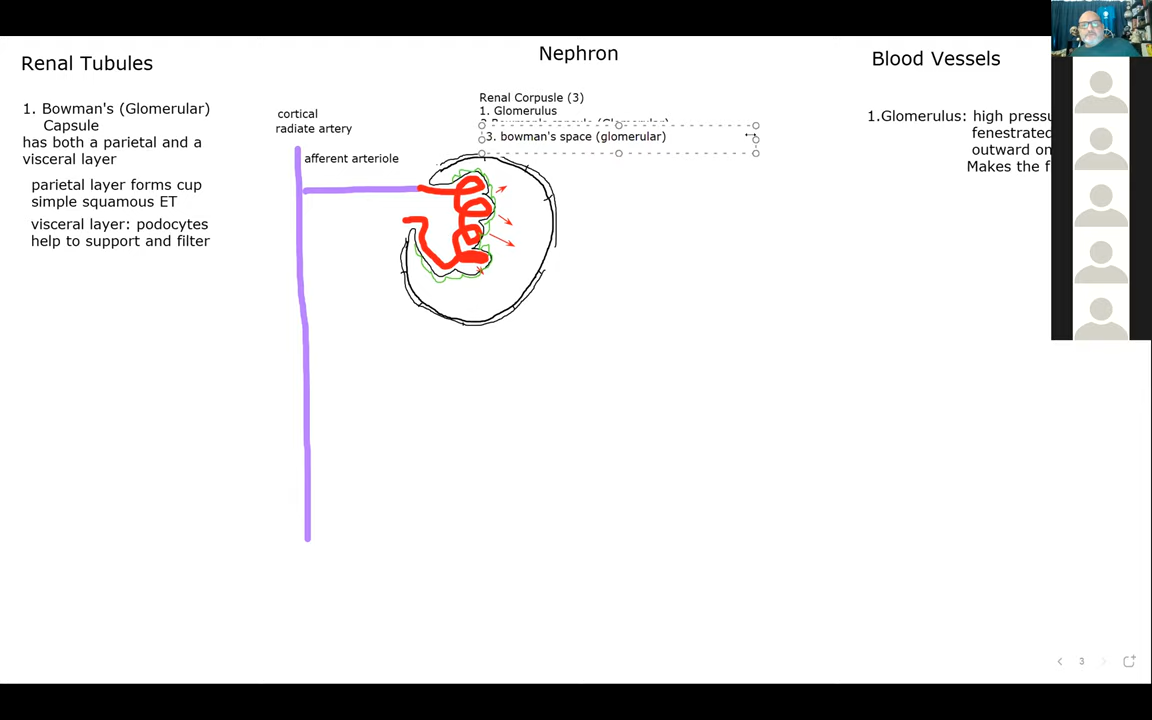 Nephron
Renal Tubules
1. Bowman's (Glomerular)
Capsule
has both a parietal and a
visceral layer
parietal layer forms cup
simple squamous ET
visceral layer: podocytes
help to support and filter
cortical
radiate artery
afferent arteriole
Renal Corpusle (3)
1. Glomerulus
3. bowman's space (glomerular)
Blood Vessels
1.Glomerulus: high pressu
fenestrated
outward on
Makes the f
3